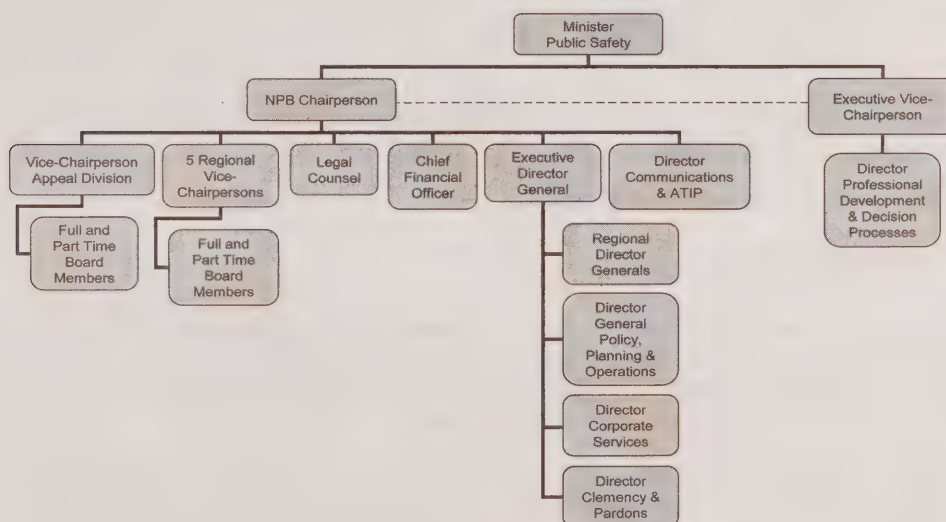 Minister
Public Safety
NPB Chairperson
Executive Vice-
Chairperson
Vice-Chairperson
Appeal Division
5 Regional
Vice-
Chairpersons
Legal
Counsel
Chief
Financial
Officer
Executive
Director
General
Director
Communications
& ATIP
Director
Professional
Development
& Decision
Processes
Full and
Part Time
Board
Members
Full and
Part Time
Board
Members
Regional
Director
Generals
Director
General
Policy,
Planning &
Operations
Director
Corporate
Services
Director
Clemency &
Pardons